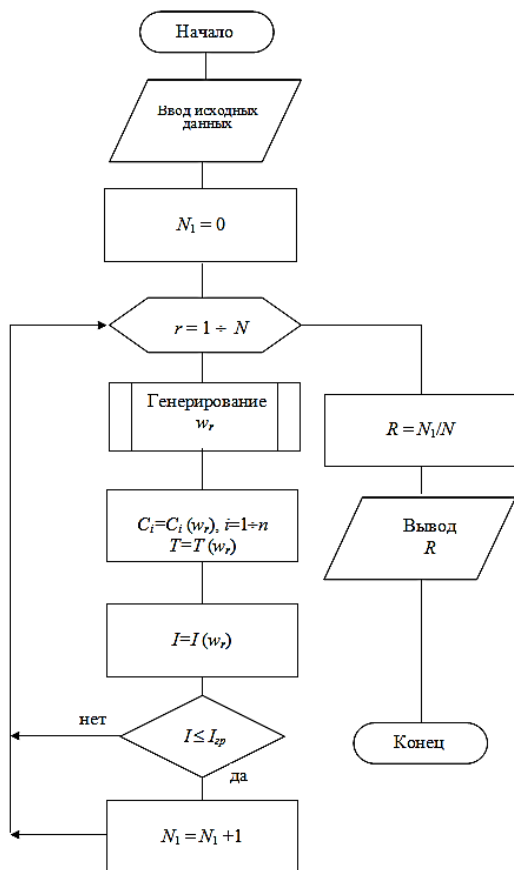 Начало
Ввод исходных
данных
N₁ = 0
r = 1 ÷ N
Генерирование
wᵣ
R = N₁/N
Cᵢ=Cᵢ (wᵣ), i=1÷n
T=T (wᵣ)
Вывод
R
I=I (wᵣ)
нет
I ≤ Iгр
Конец
да
N₁ = N₁ +1